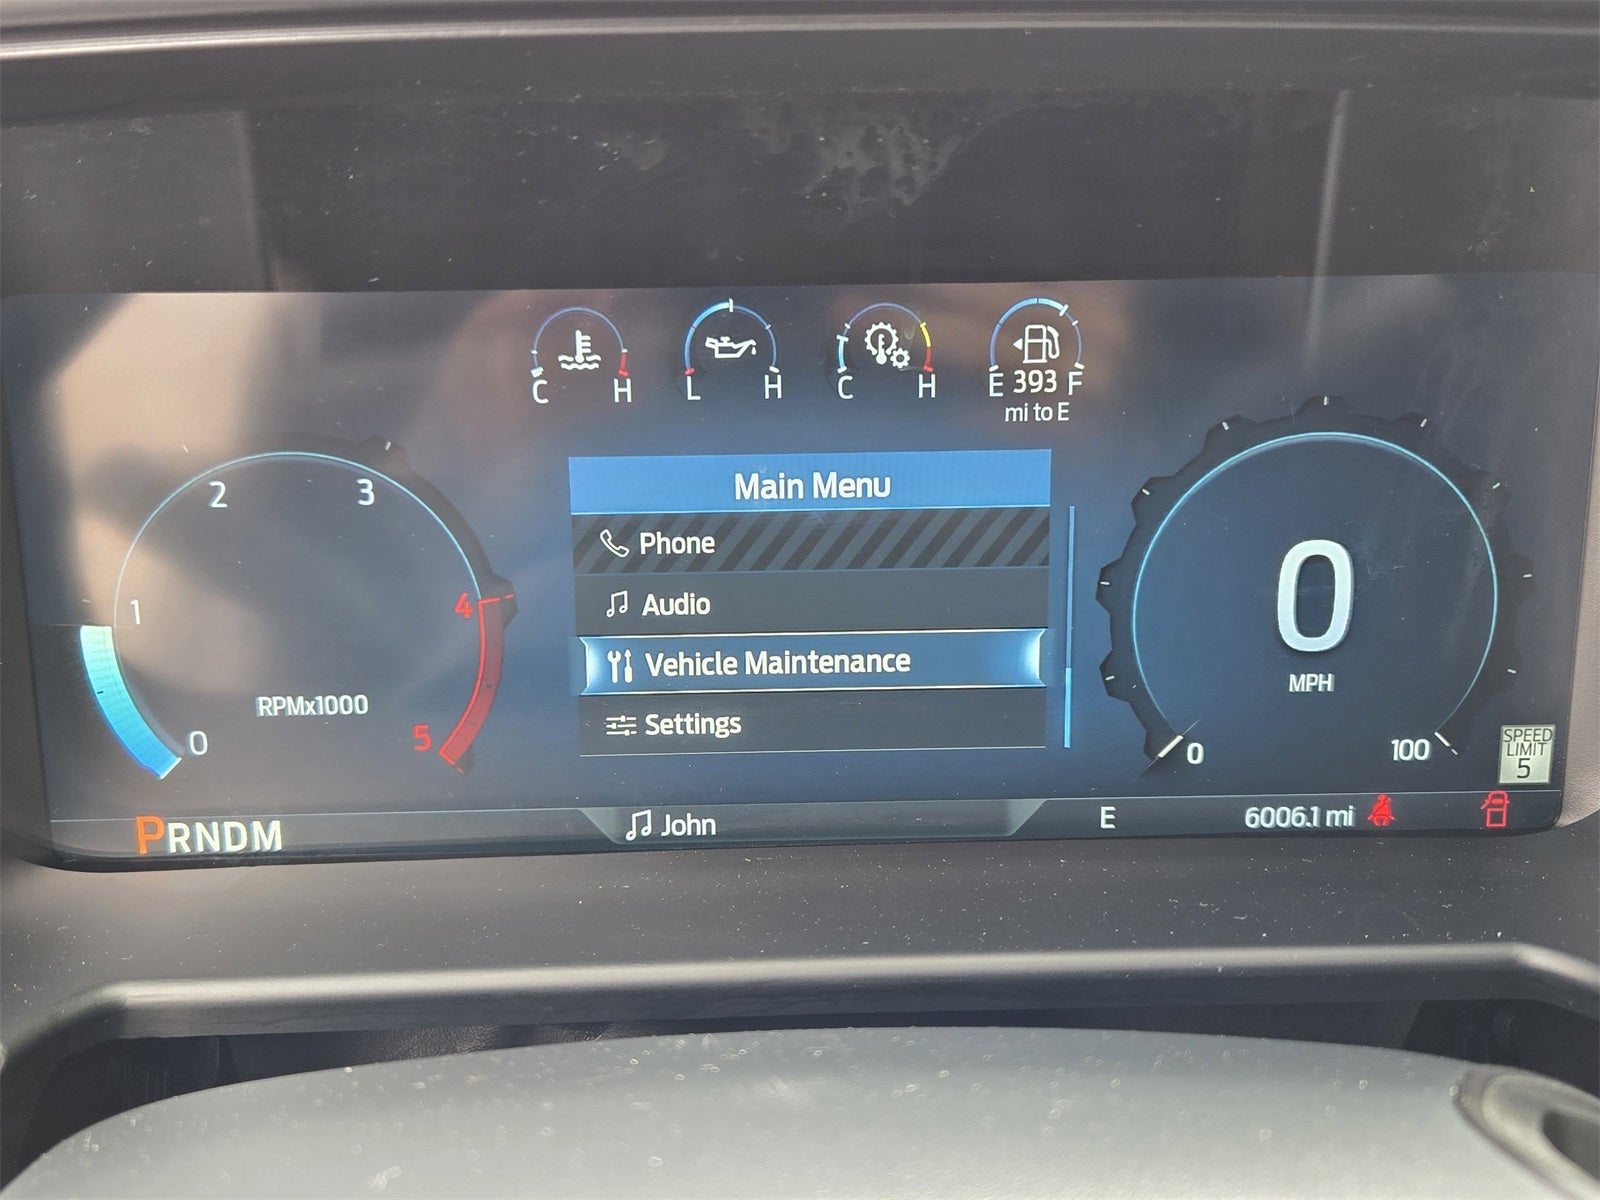 C H
L H
C H
E 393 F
mi to E
Main Menu
Phone
Audio
Vehicle Maintenance
Settings
0
1
2
3
4
5
RPMx1000
0
MPH
0
100
SPEED
LIMIT
5
PRNDM
John
E
6006.1 mi